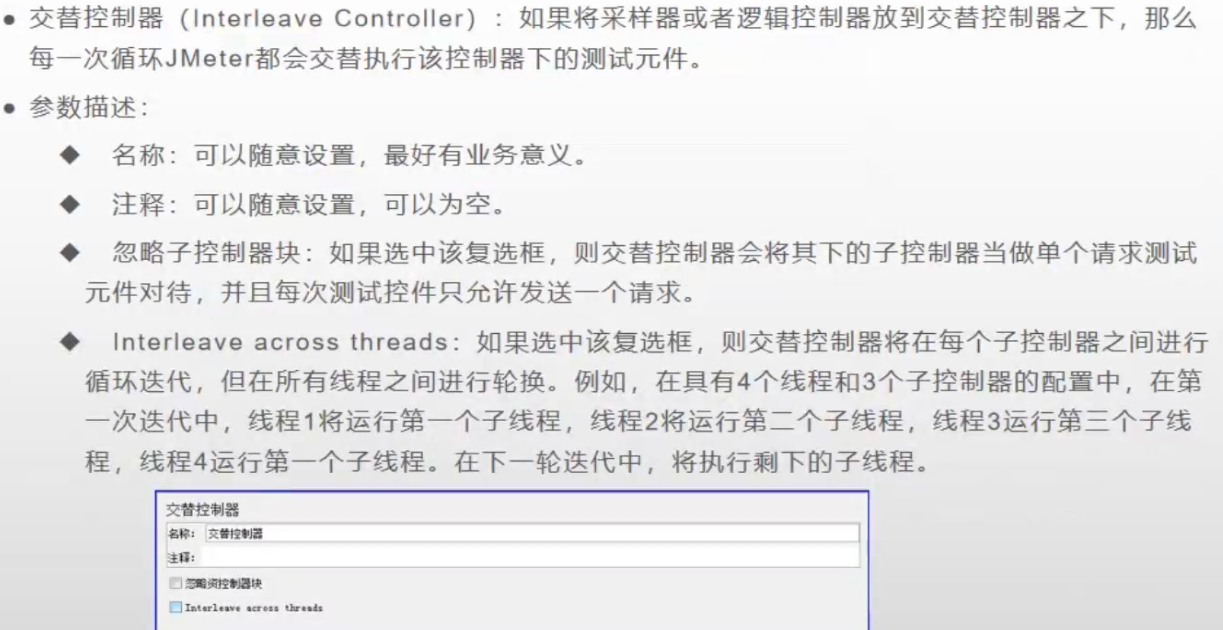 ● 交替控制器（Interleave Controller）：如果将采样器或者逻辑控制器放到交替控制器之下，那么
每一次循环JMeter都会交替执行该控制器下的测试元件。
● 参数描述：
◆ 名称：可以随意设置，最好有业务意义。
◆ 注释：可以随意设置，可以为空。
◆ 忽略子控制器块：如果选中该复选框，则交替控制器会将其下的子控制器当做单个请求测试
元件对待，并且每次测试控件只允许发送一个请求。
◆ Interleave across threads：如果选中该复选框，则交替控制器将在每个子控制器之间进行
循环迭代，但在所有线程之间进行轮换。例如，在具有4个线程和3个子控制器的配置中，在第
一次迭代中，线程1将运行第一个子线程，线程2将运行第二个子线程，线程3运行第三个子线
程，线程4运行第一个子线程。在下一轮迭代中，将执行剩下的子线程。
交替控制器
名称： 交替控制器
注释：
忽略资控制器块
Interleave across threads